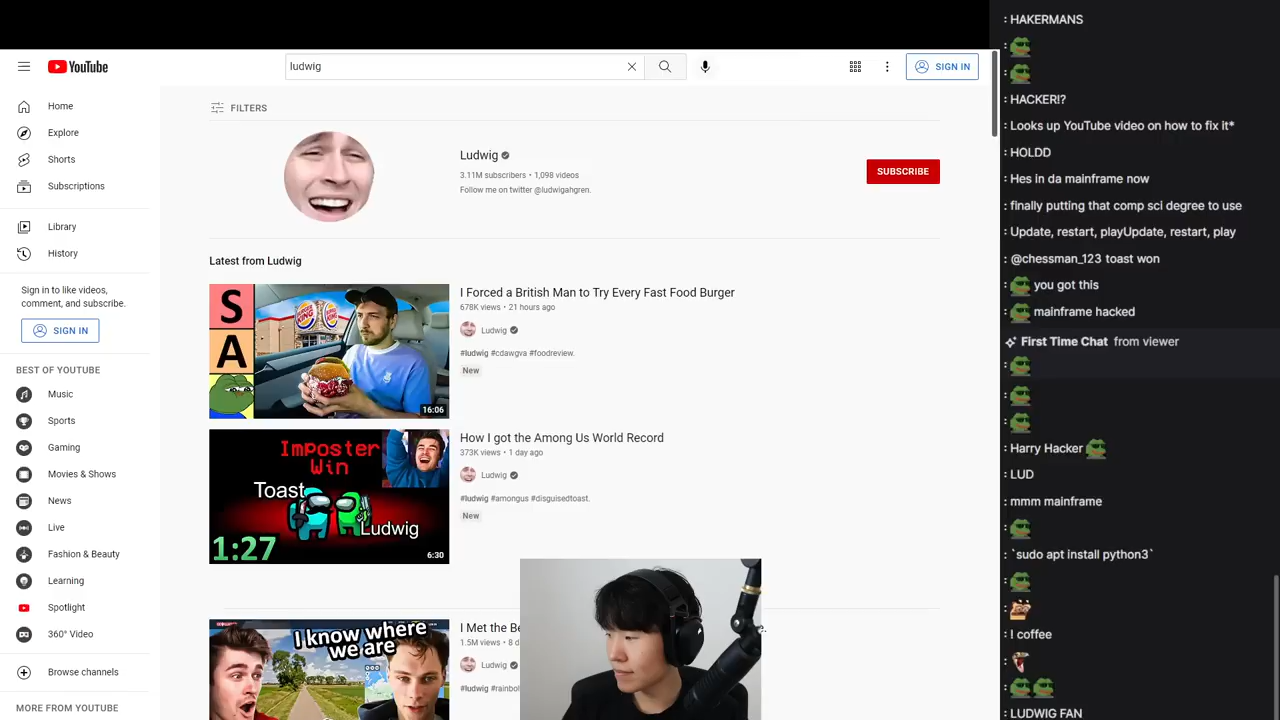 YouTube
ludwig
SIGN IN
Home
Explore
Shorts
Subscriptions
Library
History
Sign in to like videos,
comment, and subscribe.
SIGN IN
BEST OF YOUTUBE
Music
Sports
Gaming
Movies & Shows
News
Live
Fashion & Beauty
Learning
Spotlight
360° Video
Browse channels
MORE FROM YOUTUBE
FILTERS
Ludwig
3.11M subscribers • 1,098 videos
Follow me on twitter @ludwigahgren.
SUBSCRIBE
Latest from Ludwig
S
A
BURGER KING
16:06
I Forced a British Man to Try Every Fast Food Burger
678K views • 21 hours ago
Ludwig
#ludwig #cdawgva #foodreview.
New
Imposter
Win
Toast
Ludwig
1:27
6:30
How I got the Among Us World Record
373K views • 1 day ago
Ludwig
#ludwig #amongus #disguisedtoast.
New
I know where
we are
I Met the Be
1.5M views • 8 d
Ludwig
#ludwig #rainbol
: HAKERMANS
:
:
: HACKER!?
: Looks up YouTube video on how to fix it*
: HOLDD
: Hes in da mainframe now
: finally putting that comp sci degree to use
: Update, restart, playUpdate, restart, play
: @chessman_123 toast won
: you got this
: mainframe hacked
First Time Chat from viewer
:
:
:
: Harry Hacker
: LUD
: mmm mainframe
:
: `sudo apt install python3`
:
:
: ! coffee
:
:
: LUDWIG FAN